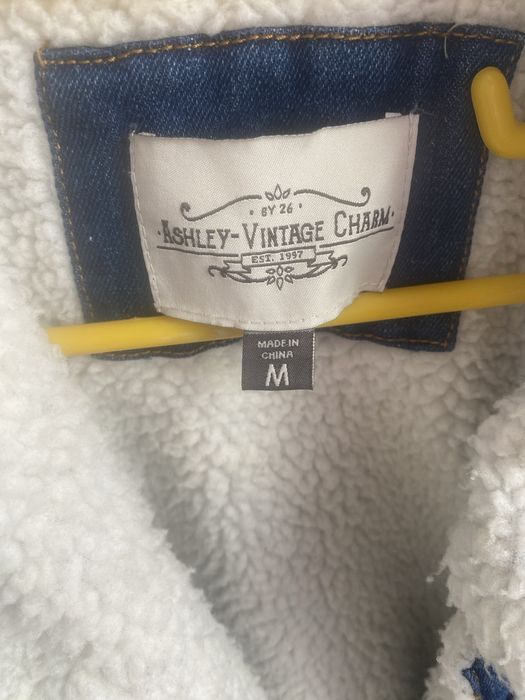 · BY 26 ·
·ASHLEY-VINTAGE CHARM·
EST. 1997
MADE IN
CHINA
M